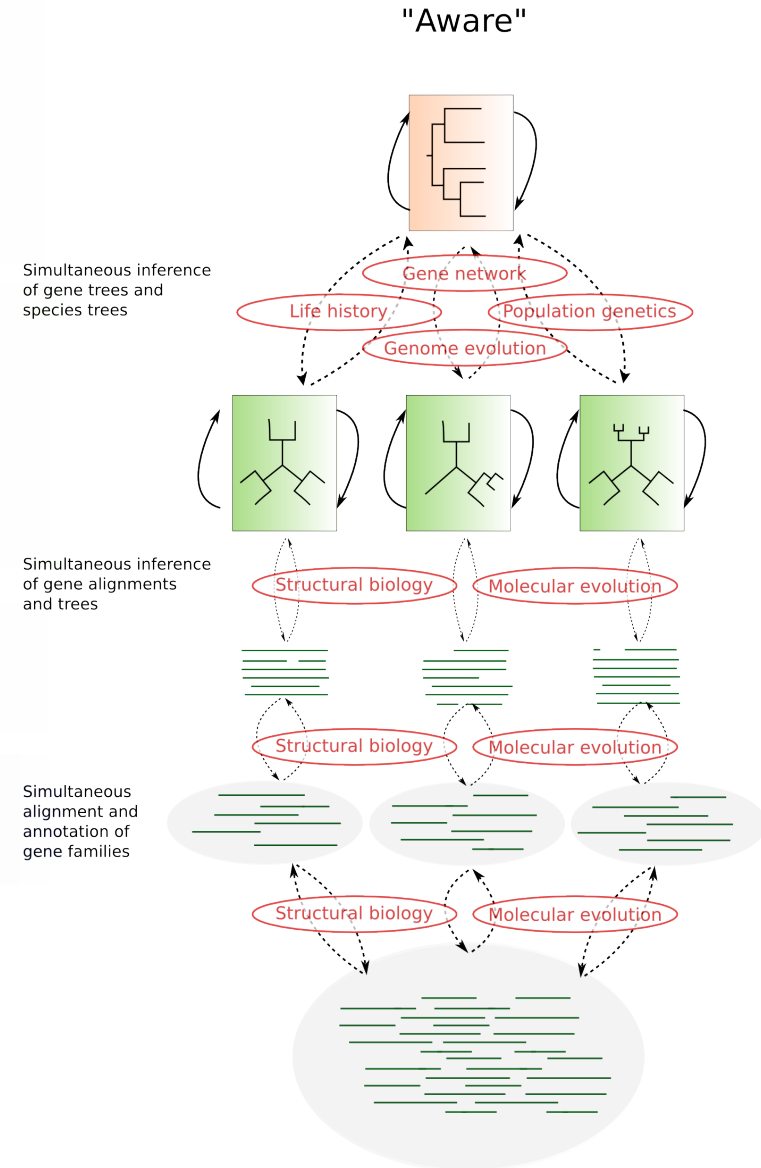 "Aware"
Simultaneous inference
of gene trees and
species trees
Gene network
Life history
Population genetics
Genome evolution
Simultaneous inference
of gene alignments
and trees
Structural biology
Molecular evolution
Structural biology
Molecular evolution
Simultaneous
alignment and
annotation of
gene families
Structural biology
Molecular evolution